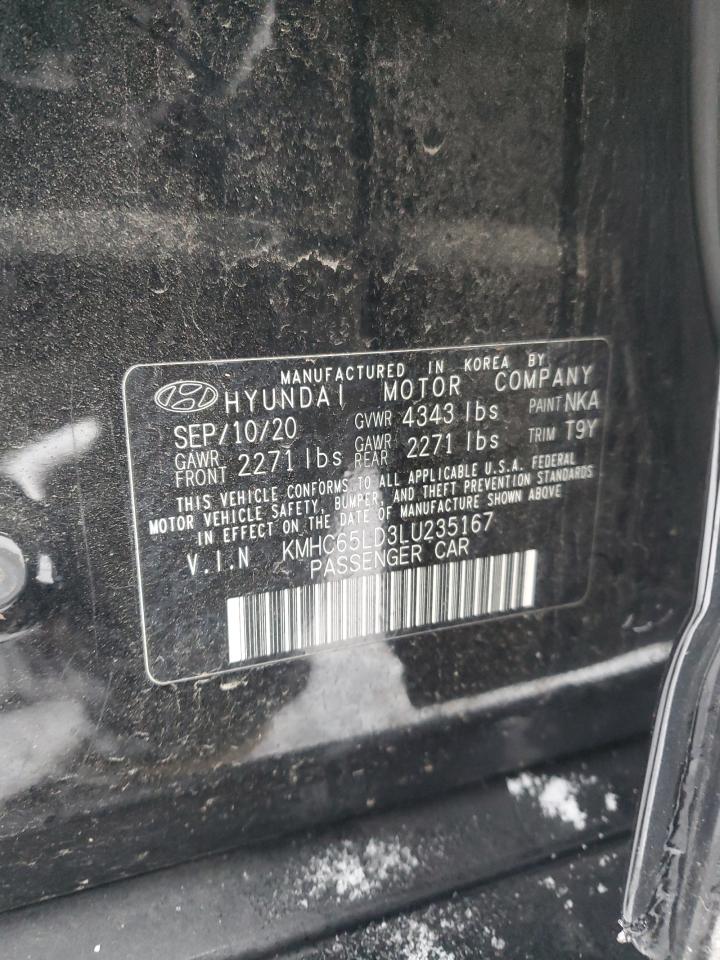 MANUFACTURED IN KOREA BY
HYUNDAI MOTOR COMPANY
SEP/10/20 GVWR 4343 lbs PAINT NKA
GAWR FRONT 2271 lbs GAWR REAR 2271 lbs TRIM T9Y
THIS VEHICLE CONFORMS TO ALL APPLICABLE U.S.A. FEDERAL
MOTOR VEHICLE SAFETY, BUMPER, AND THEFT PREVENTION STANDARDS
IN EFFECT ON THE DATE OF MANUFACTURE SHOWN ABOVE
V.I.N KMHC65LD3LU235167
PASSENGER CAR